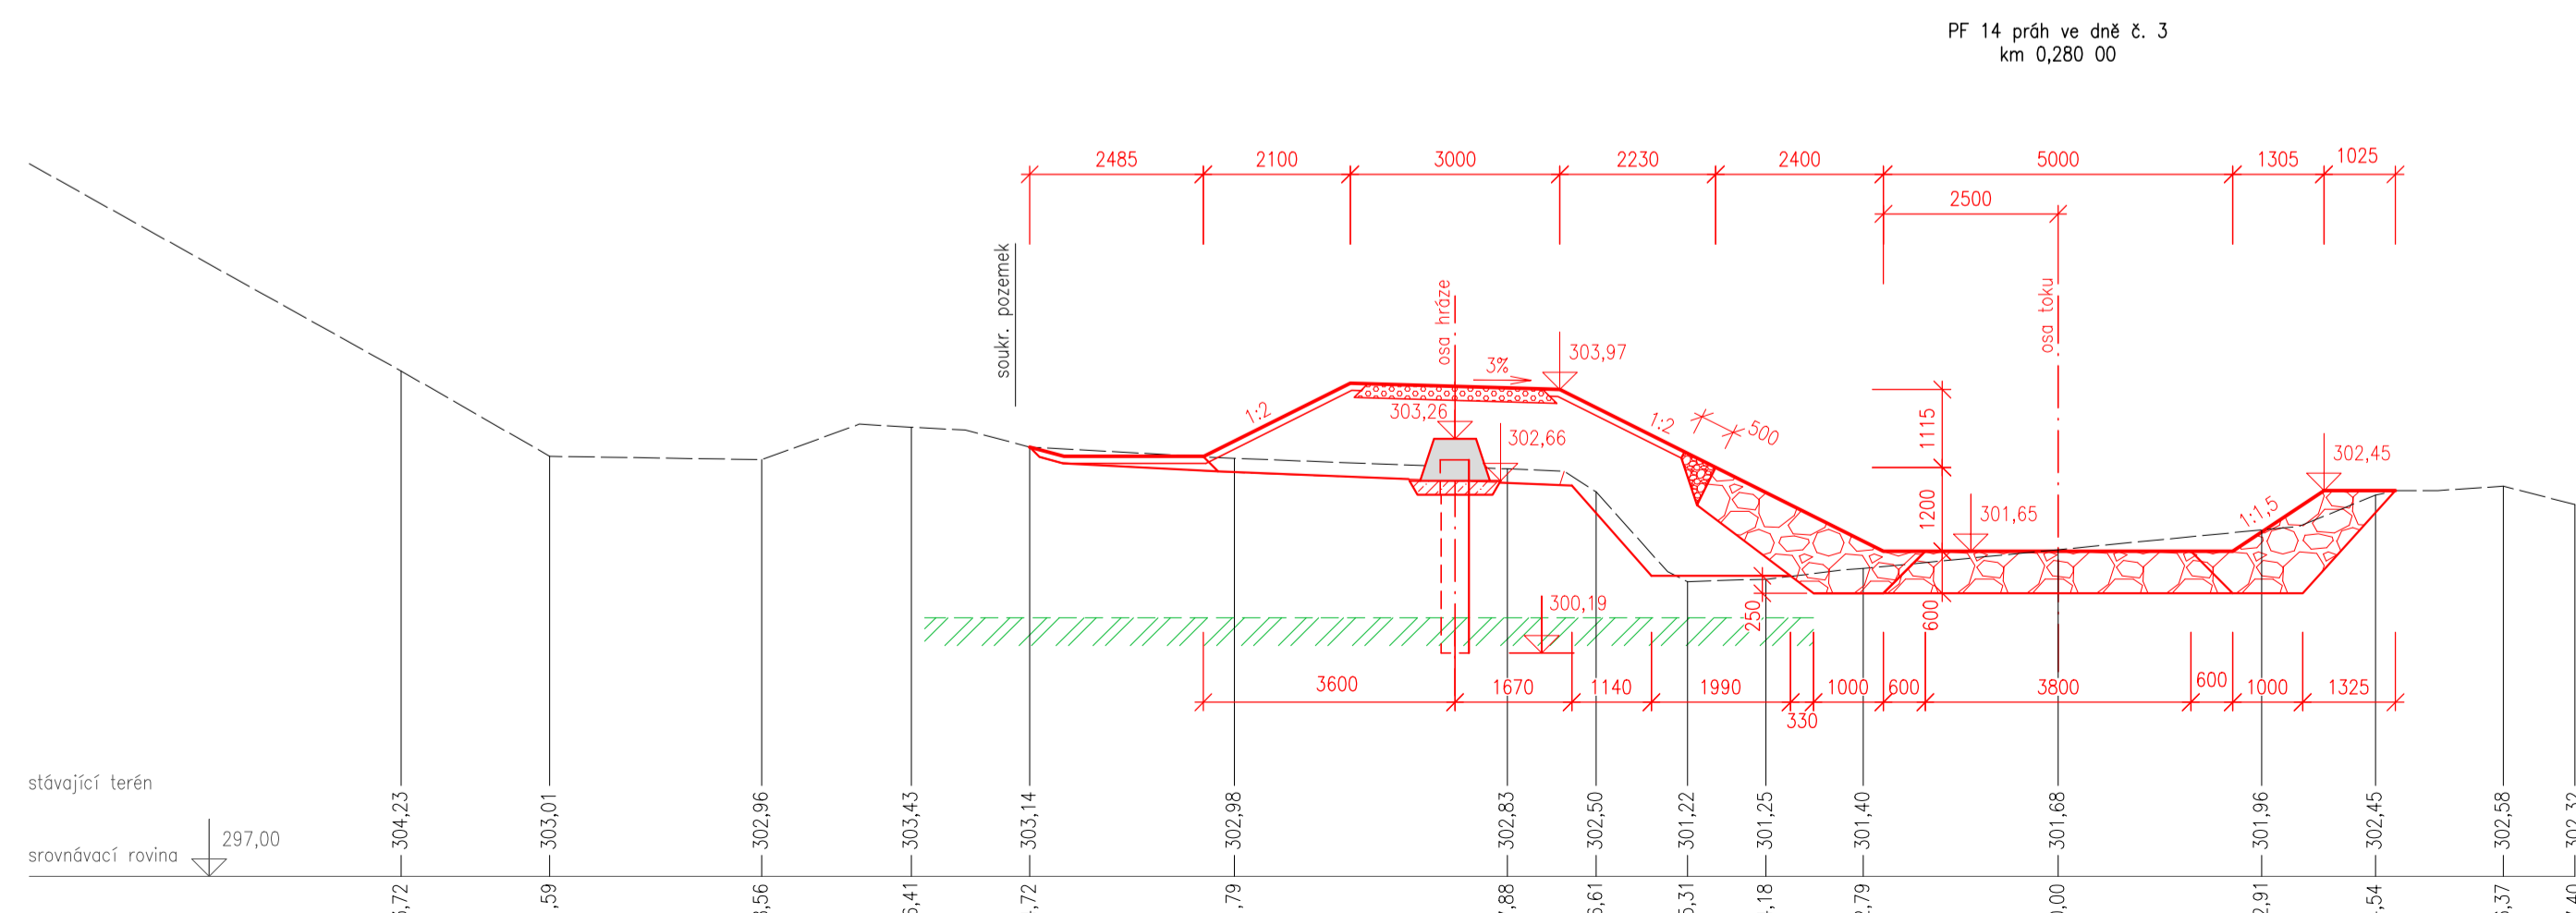 PF 14 práh ve dně č. 3
km 0,280 00
2485 2100 3000 2230 2400 5000 1305 1025
2500
soukr. pozemek
osa hráze
osa toku
3%
303,97
1:2
303,26
302,66
1:2
500
1115
1200
301,65
302,45
1:1,5
300,19
250
600
3600 1670 1140 1990 330 1000 600 3800 600 1000 1325
stávající terén
304,23 303,01 302,96 303,43 303,14 302,98 302,83 302,50 301,22 301,25 301,40 301,68 301,96 302,45 302,58 302,32
297,00
srovnávací rovina